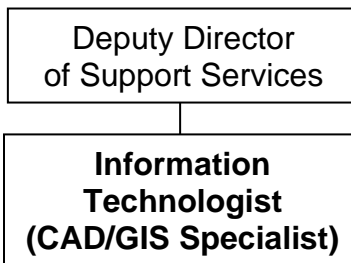 Deputy Director
of Support Services
Information
Technologist
(CAD/GIS Specialist)